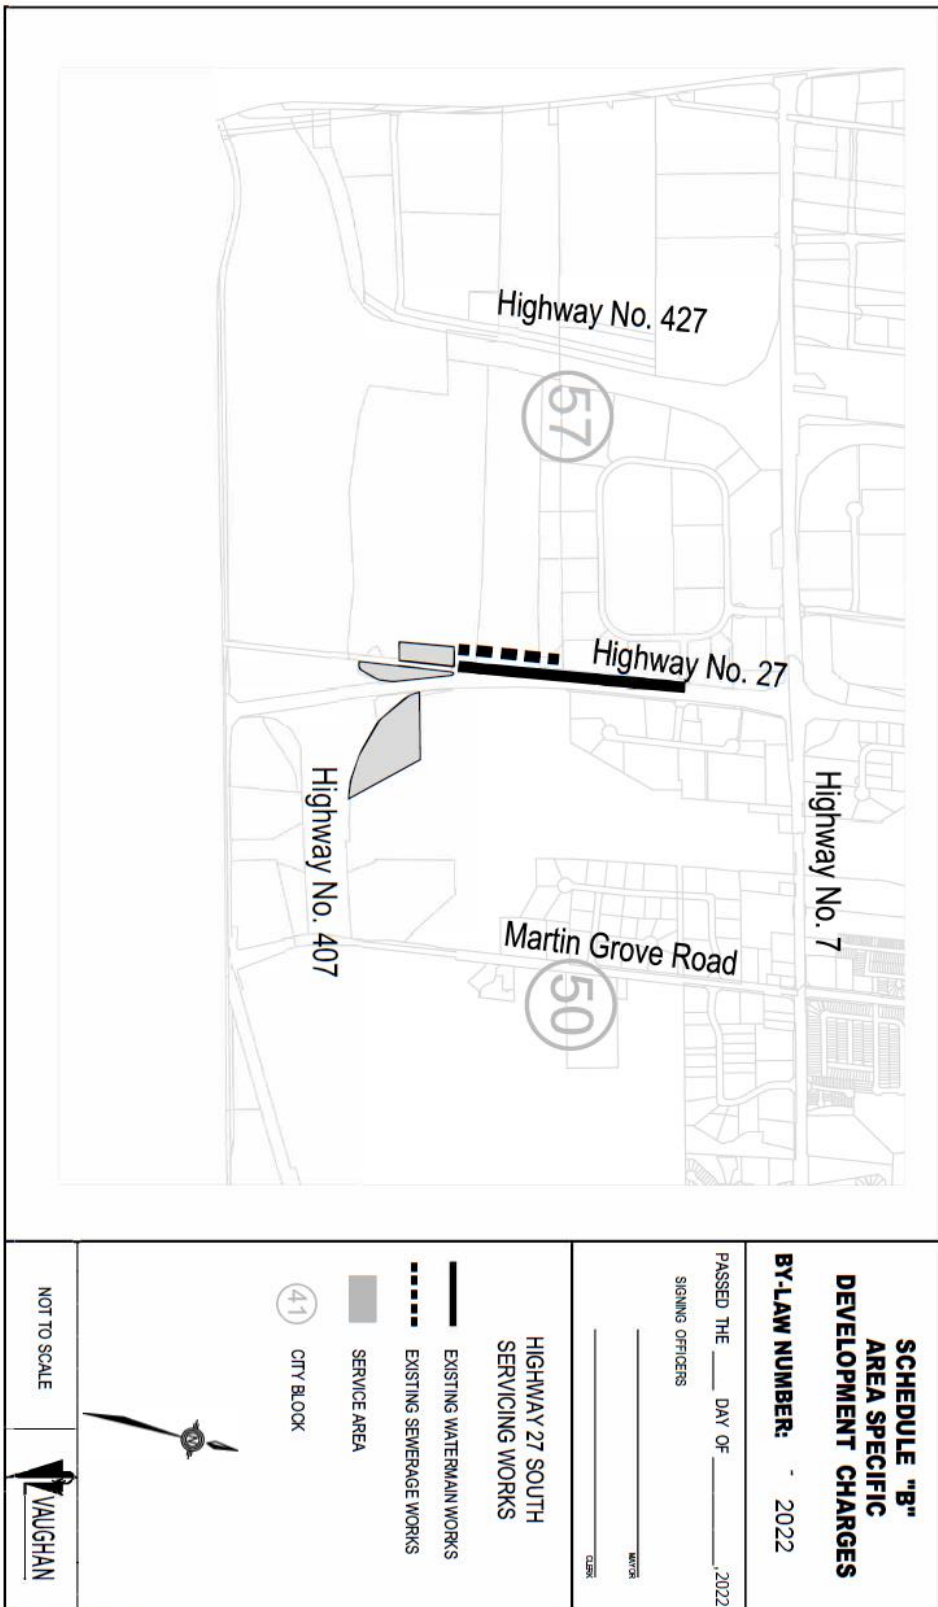 Highway No. 427
57
Highway No. 27
Highway No. 7
Highway No. 407
Martin Grove Road
50
SCHEDULE "B"
AREA SPECIFIC
DEVELOPMENT CHARGES
BY-LAW NUMBER: - 2022
PASSED THE ____ DAY OF __________, 2022
SIGNING OFFICERS
MAYOR
CLERK
HIGHWAY 27 SOUTH
SERVICING WORKS
EXISTING WATERMAIN WORKS
EXISTING SEWERAGE WORKS
SERVICE AREA
41
CITY BLOCK
N
NOT TO SCALE
VAUGHAN